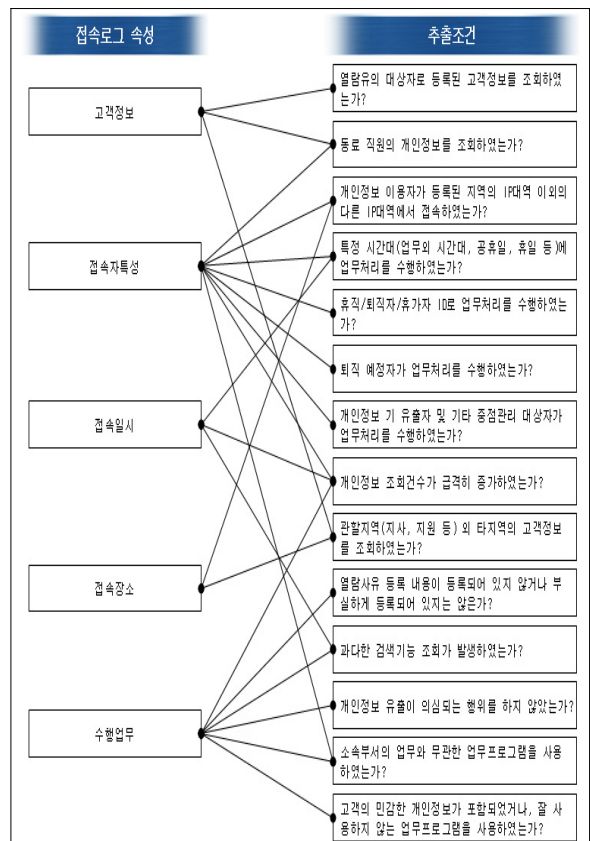 접속로그 속성
추출조건
고객정보
접속자특성
접속일시
접속장소
수행업무
열람유의 대상자로 등록된 고객정보를 조회하였
는가?
동료 직원의 개인정보를 조회하였는가?
개인정보 이용자가 등록된 지역의 IP대역 이외의
다른 IP대역에서 접속하였는가?
특정 시간대(업무외 시간대, 공휴일, 휴일 등)에
업무처리를 수행하였는가?
휴직/퇴직자/휴가자 ID로 업무처리를 수행하였는
가?
퇴직 예정자가 업무처리를 수행하였는가?
개인정보 기 유출자 및 기타 중점관리 대상자가
업무처리를 수행하였는가?
개인정보 조회건수가 급격히 증가하였는가?
관할지역(지사, 지원 등) 외 타지역의 고객정보
를 조회하였는가?
열람사유 등록 내용이 등록되어 있지 않거나 부
실하게 등록되어 있지는 않은가?
과다한 검색기능 조회가 발생하였는가?
개인정보 유출이 의심되는 행위를 하지 않았는가?
소속부서의 업무와 무관한 업무프로그램을 사용
하였는가?
고객의 민감한 개인정보가 포함되었거나, 잘 사
용하지 않는 업무프로그램을 사용하였는가?